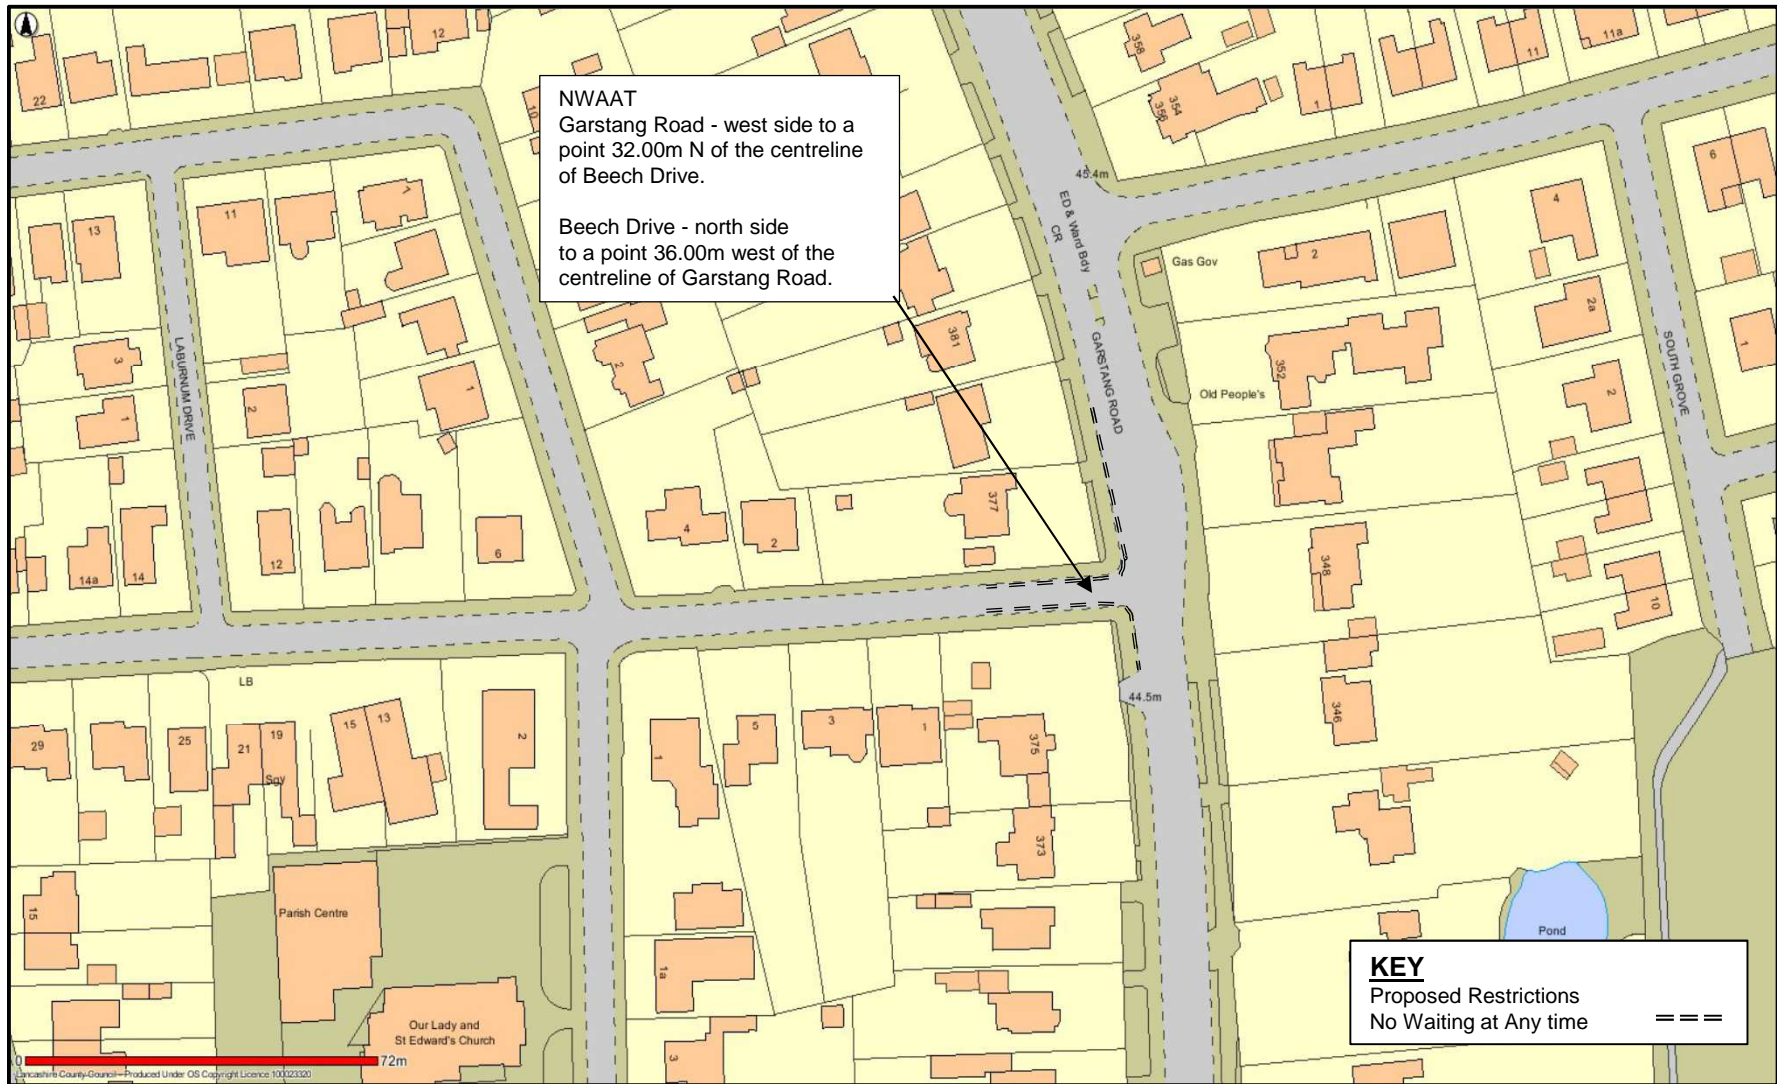 12
22
10
358
354
356
1
11
11a
NWAAT
Garstang Road - west side to a
point 32.00m N of the centreline
of Beech Drive.
Beech Drive - north side
to a point 36.00m west of the
centreline of Garstang Road.
45.4m
ED & Ward Bdy
CR
Gas Gov
GARSTANG ROAD
13
11
7
6
4
2
2a
1
SOUTH GROVE
LABURNUM DRIVE
3
1
2
1
2
381
352
Old People's
2
377
4
2
348
10
14a
14
12
6
44.5m
346
LB
29
25
21
19
15
13
2
Sgy
1
5
3
1
375
373
15
Parish Centre
Our Lady and
St Edward's Church
1a
3
Pond
KEY
Proposed Restrictions
No Waiting at Any time
0
72m
Lancashire County Council - Produced Under OS Copyright Licence 100023320